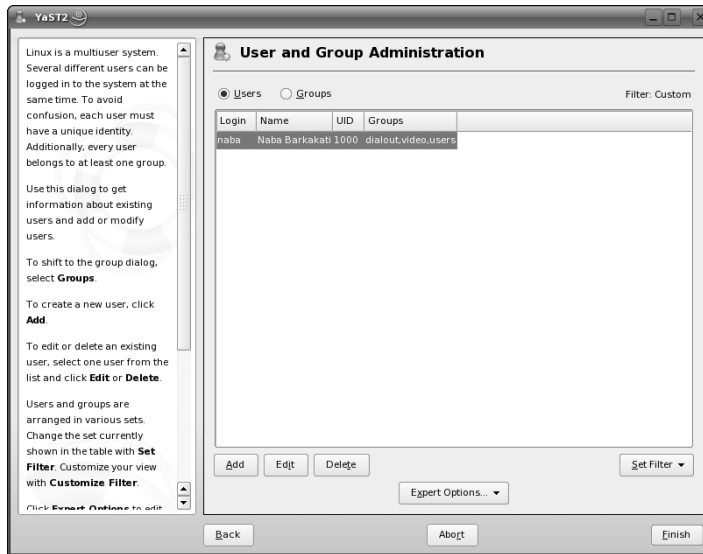 YaST2
Linux is a multiuser system.
Several different users can be
logged in to the system at the
same time. To avoid
confusion, each user must
have a unique identity.
Additionally, every user
belongs to at least one group.
Use this dialog to get
information about existing
users and add or modify
users.
To shift to the group dialog,
select Groups.
To create a new user, click
Add.
To edit or delete an existing
user, select one user from the
list and click Edit or Delete.
Users and groups are
arranged in various sets.
Change the set currently
shown in the table with Set
Filter. Customize your view
with Customize Filter.
Click Expert Options to edit
User and Group Administration
Users Groups Filter: Custom
Login Name UID Groups
naba Naba Barkakati 1000 dialout,video,users
Add Edit Delete Set Filter
Expert Options...
Back Abort Finish